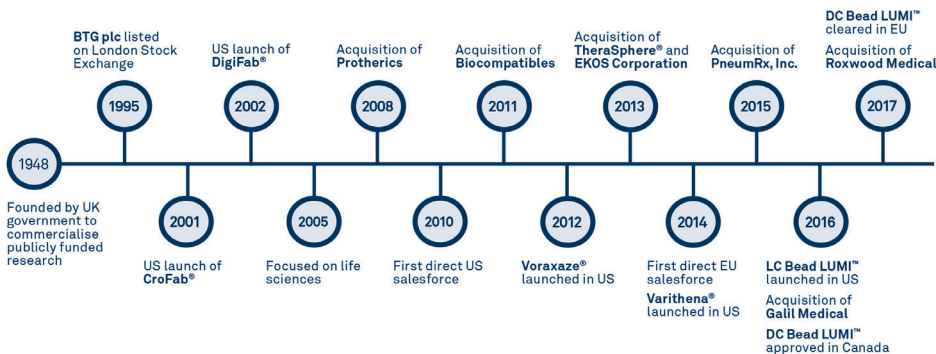 1948
Founded by UK
government to
commercialise
publicly funded
research
BTG plc listed
on London Stock
Exchange
1995
2001
US launch of
CroFab®
US launch of
DigiFab®
2002
2005
Focused on life
sciences
Acquisition of
Protherics
2008
2010
First direct US
salesforce
Acquisition of
Biocompatibles
2011
2012
Voraxaze®
launched in US
Acquisition of
TheraSphere® and
EKOS Corporation
2013
2014
First direct EU
salesforce
Varithena®
launched in US
Acquisition of
PneumRx, Inc.
2015
2016
LC Bead LUMI™
launched in US
Acquisition of
Galil Medical
DC Bead LUMI™
approved in Canada
DC Bead LUMI™
cleared in EU
Acquisition of
Roxwood Medical
2017